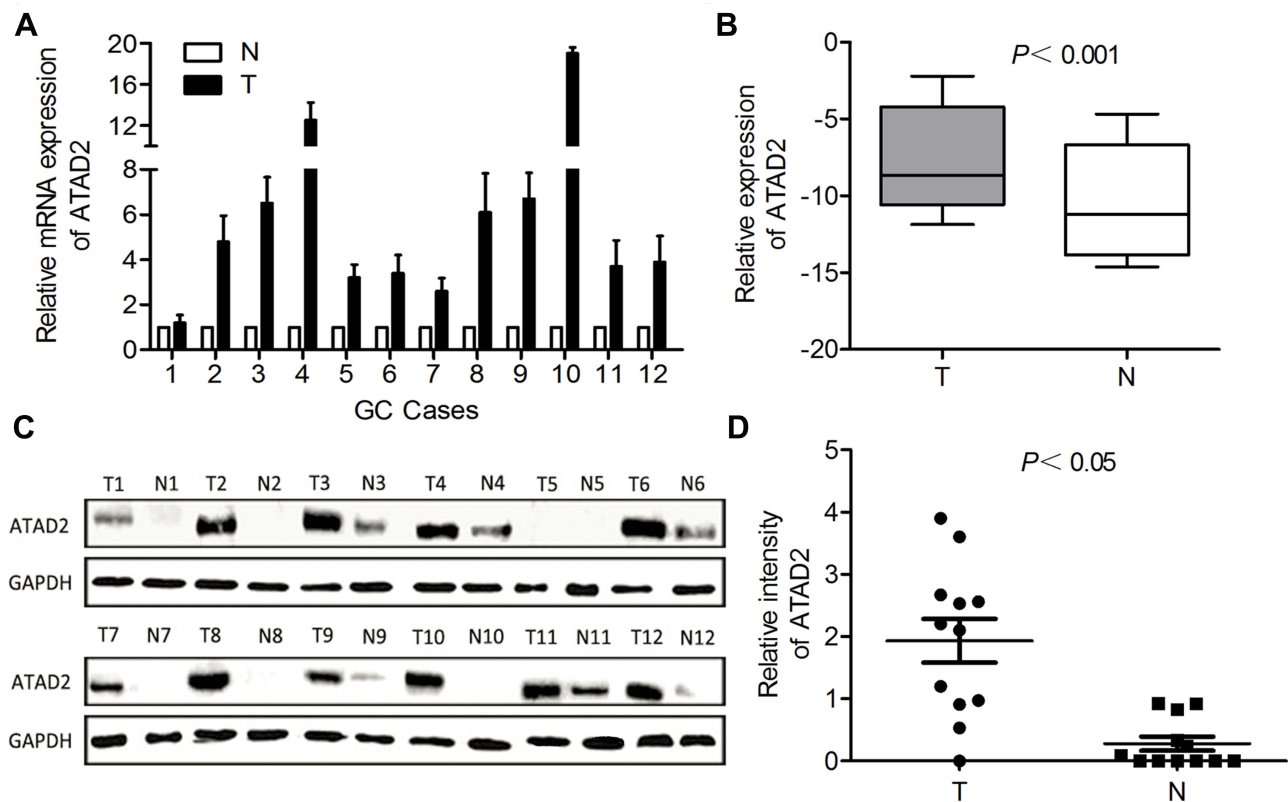 A
Relative mRNA expression
of ATAD2
20
16
12
8
6
4
2
0
N
T
1 2 3 4 5 6 7 8 9 10 11 12
GC Cases
B
Relative expression
of ATAD2
0
-5
-10
-15
-20
P< 0.001
T N
C
T1 N1 T2 N2 T3 N3 T4 N4 T5 N5 T6 N6
ATAD2
GAPDH
T7 N7 T8 N8 T9 N9 T10 N10 T11 N11 T12 N12
ATAD2
GAPDH
D
Relative intensity
of ATAD2
5
4
3
2
1
0
P< 0.05
T N